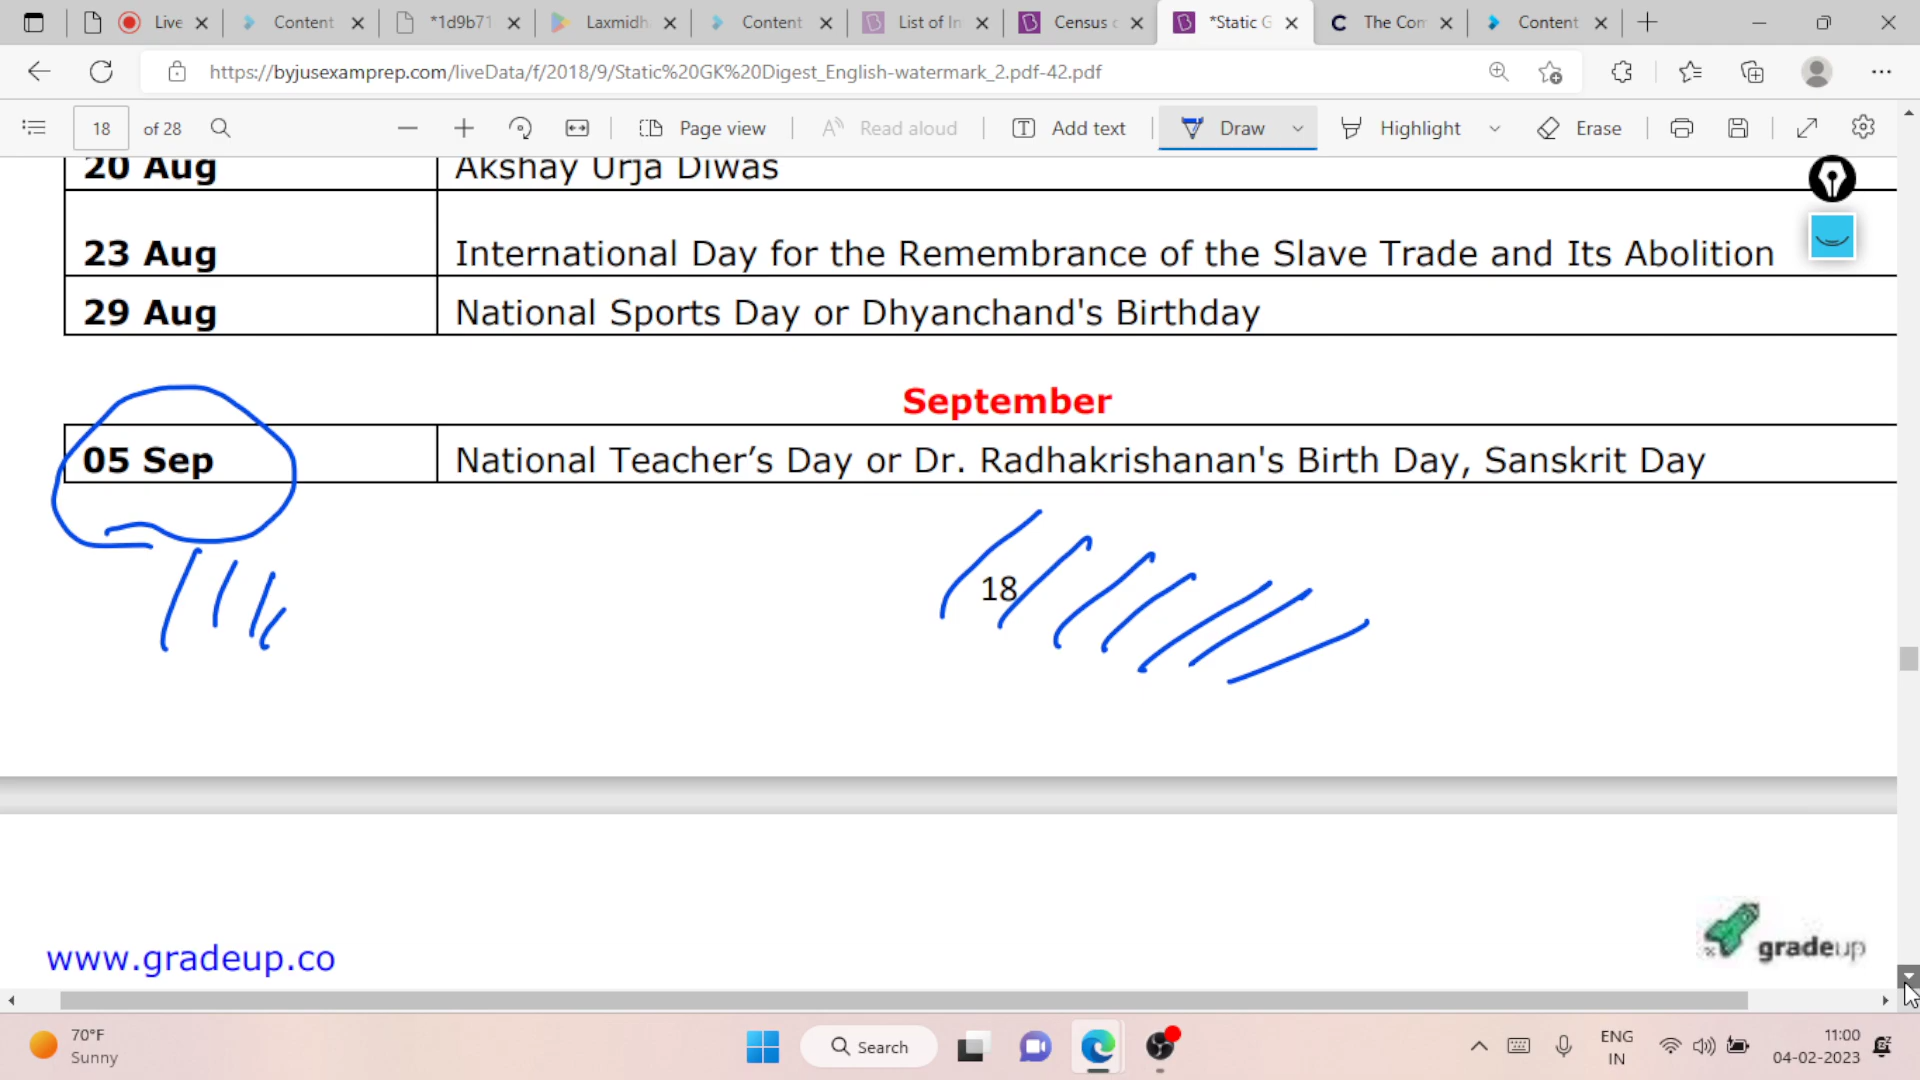 Live
Content
*1d9b71
Laxmidh
Content
List of In
Census c
*Static G
The Com
Content
https://byjusexamprep.com/liveData/f/2018/9/Static%20GK%20Digest_English-watermark_2.pdf-42.pdf
18 of 28
Page view
Read aloud
Add text
Draw
Highlight
Erase
20 Aug Akshay Urja Diwas
23 Aug International Day for the Remembrance of the Slave Trade and Its Abolition
29 Aug National Sports Day or Dhyanchand's Birthday
September
05 Sep National Teacher’s Day or Dr. Radhakrishanan's Birth Day, Sanskrit Day
18
www.gradeup.co
gradeup
70°F
Sunny
Search
ENG
IN
11:00
04-02-2023